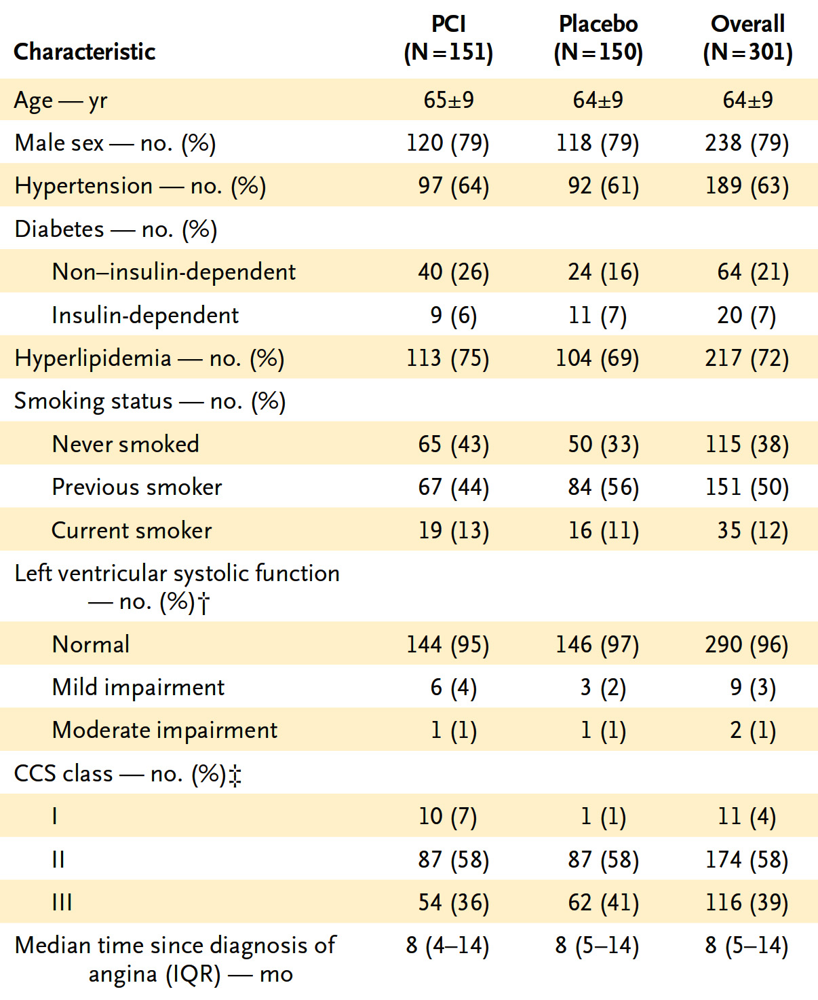 Characteristic PCI (N=151) Placebo (N=150) Overall (N=301)
Age — yr 65±9 64±9 64±9
Male sex — no. (%) 120 (79) 118 (79) 238 (79)
Hypertension — no. (%) 97 (64) 92 (61) 189 (63)
Diabetes — no. (%)
Non–insulin-dependent 40 (26) 24 (16) 64 (21)
Insulin-dependent 9 (6) 11 (7) 20 (7)
Hyperlipidemia — no. (%) 113 (75) 104 (69) 217 (72)
Smoking status — no. (%)
Never smoked 65 (43) 50 (33) 115 (38)
Previous smoker 67 (44) 84 (56) 151 (50)
Current smoker 19 (13) 16 (11) 35 (12)
Left ventricular systolic function
— no. (%)†
Normal 144 (95) 146 (97) 290 (96)
Mild impairment 6 (4) 3 (2) 9 (3)
Moderate impairment 1 (1) 1 (1) 2 (1)
CCS class — no. (%)‡
I 10 (7) 1 (1) 11 (4)
II 87 (58) 87 (58) 174 (58)
III 54 (36) 62 (41) 116 (39)
Median time since diagnosis of 8 (4–14) 8 (5–14) 8 (5–14)
angina (IQR) — mo